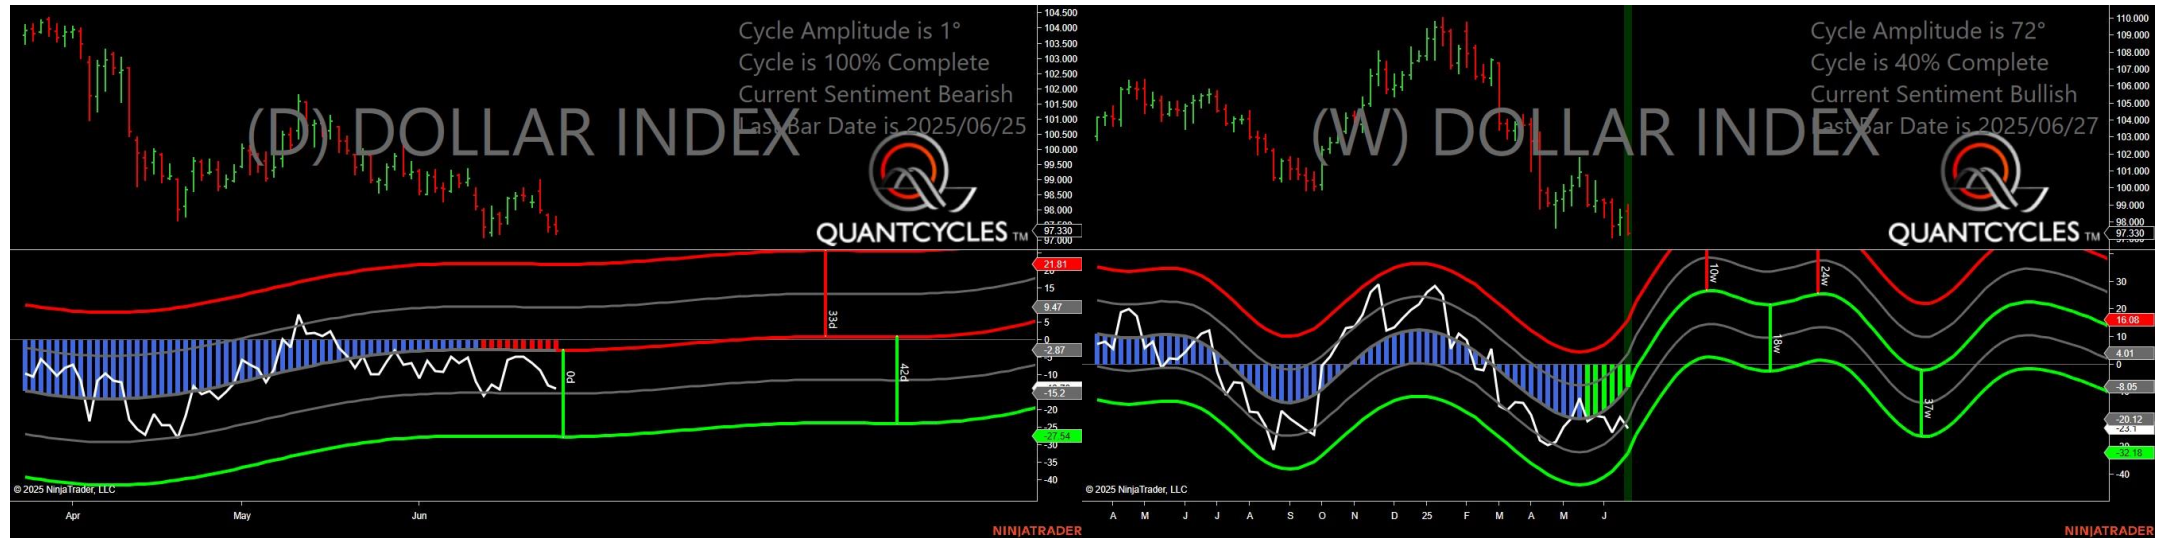 Cycle Amplitude is 1°
Cycle is 100% Complete
Current Sentiment Bearish
Last Bar Date is 2025/06/25
(D) DOLLAR INDEX
QUANTCYCLES TM
104.500
104.000
103.500
103.000
102.500
102.000
101.500
101.000
100.500
100.000
99.500
99.000
98.500
98.000
97.330
97.000
21.81
15
9.47
5
0
-2.87
-10
-15.2
-20
-25
-27.54
-30
-35
-40
33d
0d
42d
© 2025 NinjaTrader, LLC
Apr May Jun
NINJATRADER
Cycle Amplitude is 72°
Cycle is 40% Complete
Current Sentiment Bullish
Last Bar Date is 2025/06/27
(W) DOLLAR INDEX
QUANTCYCLES TM
110.000
109.000
108.000
107.000
106.000
105.000
104.000
103.000
102.000
101.000
100.000
99.000
98.000
97.330
30
20
16.08
10
4.01
0
-8.05
-20.12
-23.1
-32.18
-40
10w
24w
18w
37w
© 2025 NinjaTrader, LLC
A M J J A S O N D 25 F M A M J
NINJATRADER